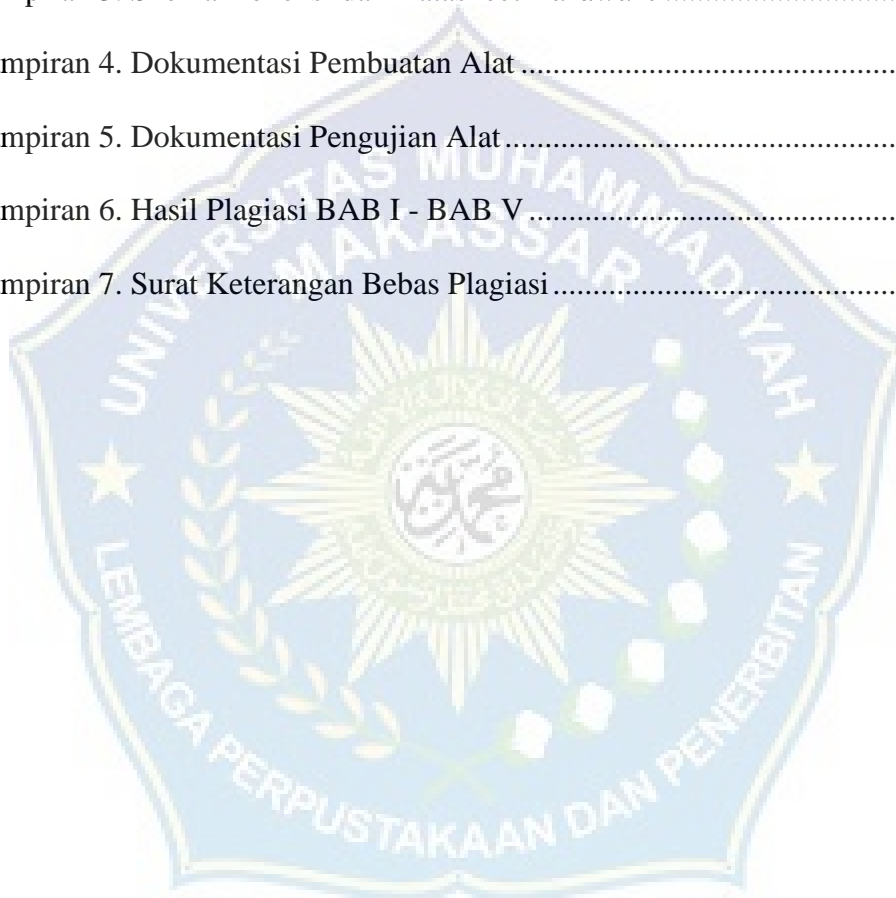 mpiran 4. Dokumentasi Pembuatan Alat ................................................
mpiran 5. Dokumentasi Pengujian Alat ..................................................
mpiran 6. Hasil Plagiasi BAB I - BAB V ...............................................
mpiran 7. Surat Keterangan Bebas Plagiasi ............................................
UNIVERSITAS MUHAMMADIYAH
MAKASSAR
LEMBAGA PERPUSTAKAAN DAN PENERBITAN